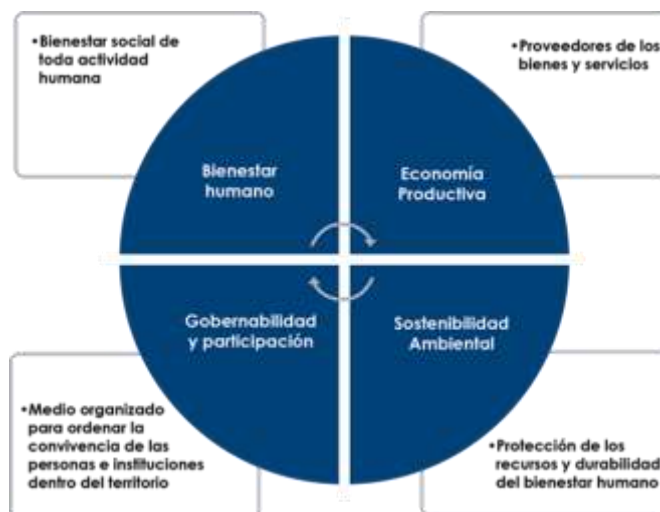 •Bienestar social de
toda actividad
humana
•Proveedores de los
bienes y servicios
Bienestar
humano
Economía
Productiva
Gobernabilidad
y participación
Sostenibilidad
Ambiental
•Medio organizado
para ordenar la
convivencia de las
personas e instituciones
dentro del territorio
•Protección de los
recursos y durabilidad
del bienestar humano